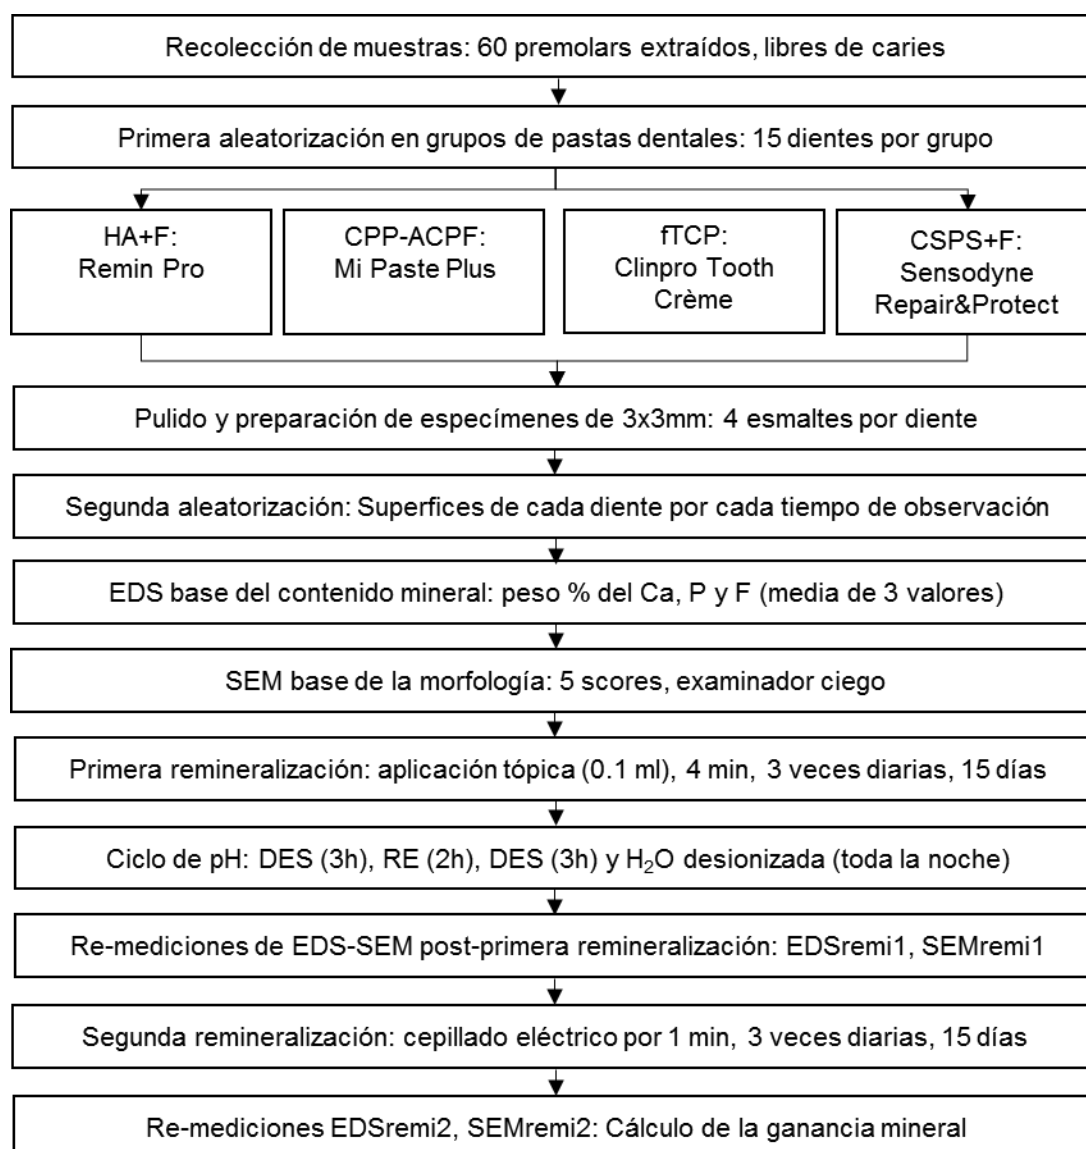 Recolección de muestras: 60 premolars extraídos, libres de caries
Primera aleatorización en grupos de pastas dentales: 15 dientes por grupo
HA+F:
Remin Pro
CPP-ACPF:
Mi Paste Plus
fTCP:
Clinpro Tooth
Crème
CSPS+F:
Sensodyne
Repair&Protect
Pulido y preparación de especímenes de 3x3mm: 4 esmaltes por diente
Segunda aleatorización: Superfices de cada diente por cada tiempo de observación
EDS base del contenido mineral: peso % del Ca, P y F (media de 3 valores)
SEM base de la morfología: 5 scores, examinador ciego
Primera remineralización: aplicación tópica (0.1 ml), 4 min, 3 veces diarias, 15 días
Ciclo de pH: DES (3h), RE (2h), DES (3h) y H₂O desionizada (toda la noche)
Re-mediciones de EDS-SEM post-primera remineralización: EDSremi1, SEMremi1
Segunda remineralización: cepillado eléctrico por 1 min, 3 veces diarias, 15 días
Re-mediciones EDSremi2, SEMremi2: Cálculo de la ganancia mineral